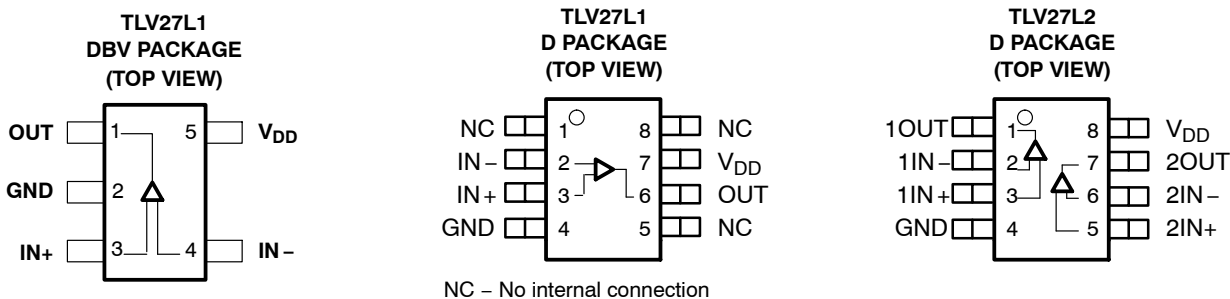 TLV27L1
DBV PACKAGE
(TOP VIEW)
OUT 1 5 VDD
GND 2
IN+ 3 4 IN−
TLV27L1
D PACKAGE
(TOP VIEW)
NC 1 8 NC
IN− 2 7 VDD
IN+ 3 6 OUT
GND 4 5 NC
NC − No internal connection
TLV27L2
D PACKAGE
(TOP VIEW)
1OUT 1 8 VDD
1IN− 2 7 2OUT
1IN+ 3 6 2IN−
GND 4 5 2IN+